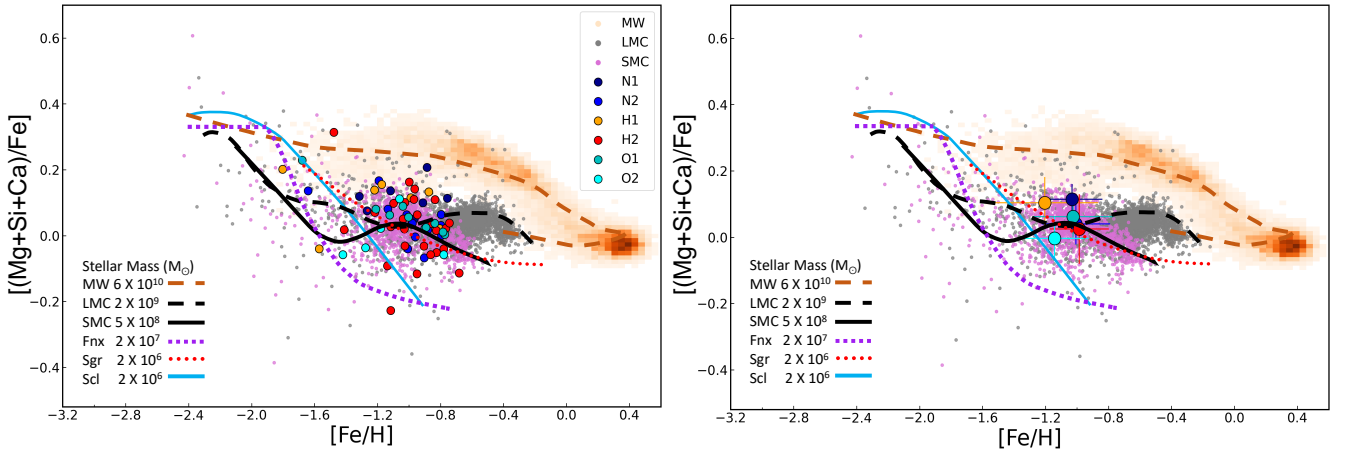 0.6
0.4
0.2
0.0
−0.2
−0.4
[(Mg+Si+Ca)/Fe]
MW
LMC
SMC
N1
N2
H1
H2
O1
O2
Stellar Mass (M⊙)
MW 6 X 10¹⁰
LMC 2 X 10⁹
SMC 5 X 10⁸
Fnx 2 X 10⁷
Sgr 2 X 10⁶
Scl 2 X 10⁶
−3.2 −2.8 −2.4 −2.0 −1.6 −1.2 −0.8 −0.4 0.0 0.4
[Fe/H]
0.6
0.4
0.2
0.0
−0.2
−0.4
[(Mg+Si+Ca)/Fe]
Stellar Mass (M⊙)
MW 6 X 10¹⁰
LMC 2 X 10⁹
SMC 5 X 10⁸
Fnx 2 X 10⁷
Sgr 2 X 10⁶
Scl 2 X 10⁶
−3.2 −2.8 −2.4 −2.0 −1.6 −1.2 −0.8 −0.4 0.0 0.4
[Fe/H]